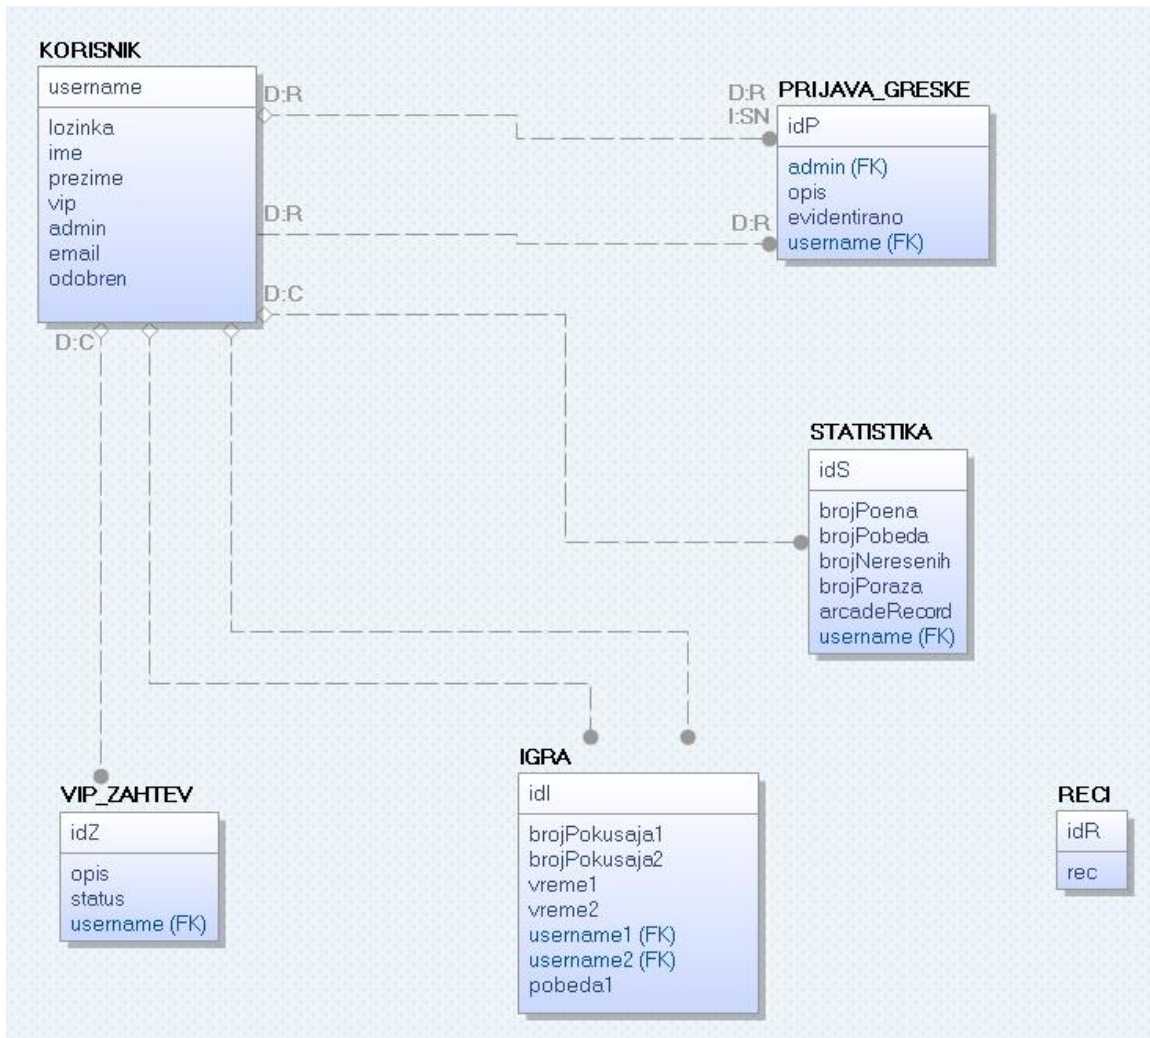 KORISNIK
username
lozinka
ime
prezime
vip
admin
email
odobren
D:R
D:R
I:SN
PRIJAVA_GRESKE
idP
admin (FK)
opis
evidentirano
username (FK)
D:R
D:R
D:C
D:C
STATISTIKA
idS
brojPoena
brojPobeda
brojNeresenih
brojPoraza
arcadeRecord
username (FK)
VIP_ZAHTEV
idZ
opis
status
username (FK)
IGRA
idI
brojPokusaja1
brojPokusaja2
vreme1
vreme2
username1 (FK)
username2 (FK)
pobeda1
RECI
idR
rec